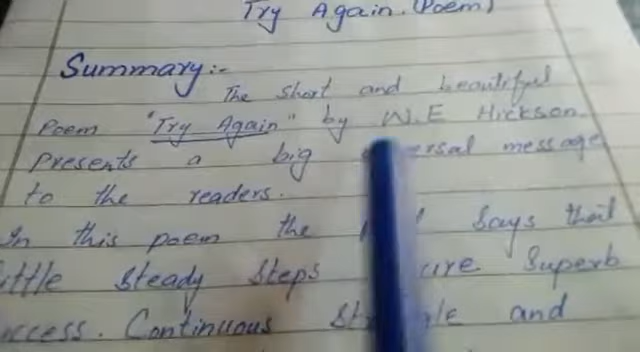 Try Again. (Poem)
Summary:-
The short and beautiful
Poem "Try Again" by W.E Hickson
presents a big message
to the readers.
In this poem the says that
steady steps superb
Continuous and